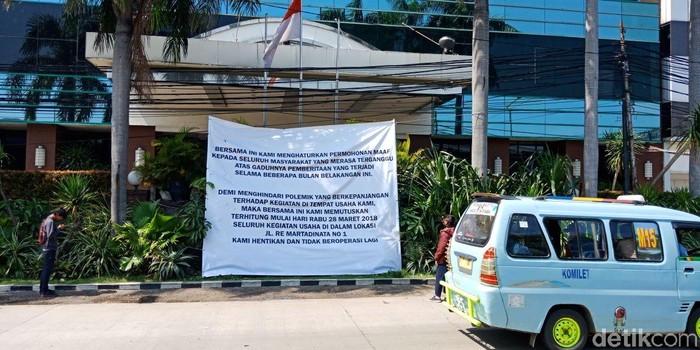 BERSAMA INI KAMI MENGHATURKAN PERMOHONAN MAAF
KEPADA SELURUH MASYARAKAT YANG MERASA TERGANGGU
ATAS GADUHNYA PEMBERITAAN YANG TERJADI
SELAMA BEBERAPA BULAN BELAKANGAN INI.
DEMI MENGHINDARI POLEMIK YANG BERKEPANJANGAN
TERHADAP KEGIATAN DI TEMPAT USAHA KAMI,
MAKA BERSAMA INI KAMI MEMUTUSKAN
TERHITUNG MULAI HARI RABU 28 MARET 2018
SELURUH KEGIATAN USAHA DI DALAM LOKASI
JL. RE MARTADINATA NO 1
KAMI HENTIKAN DAN TIDAK BEROPERASI LAGI
M15
KOMILET
detikcom